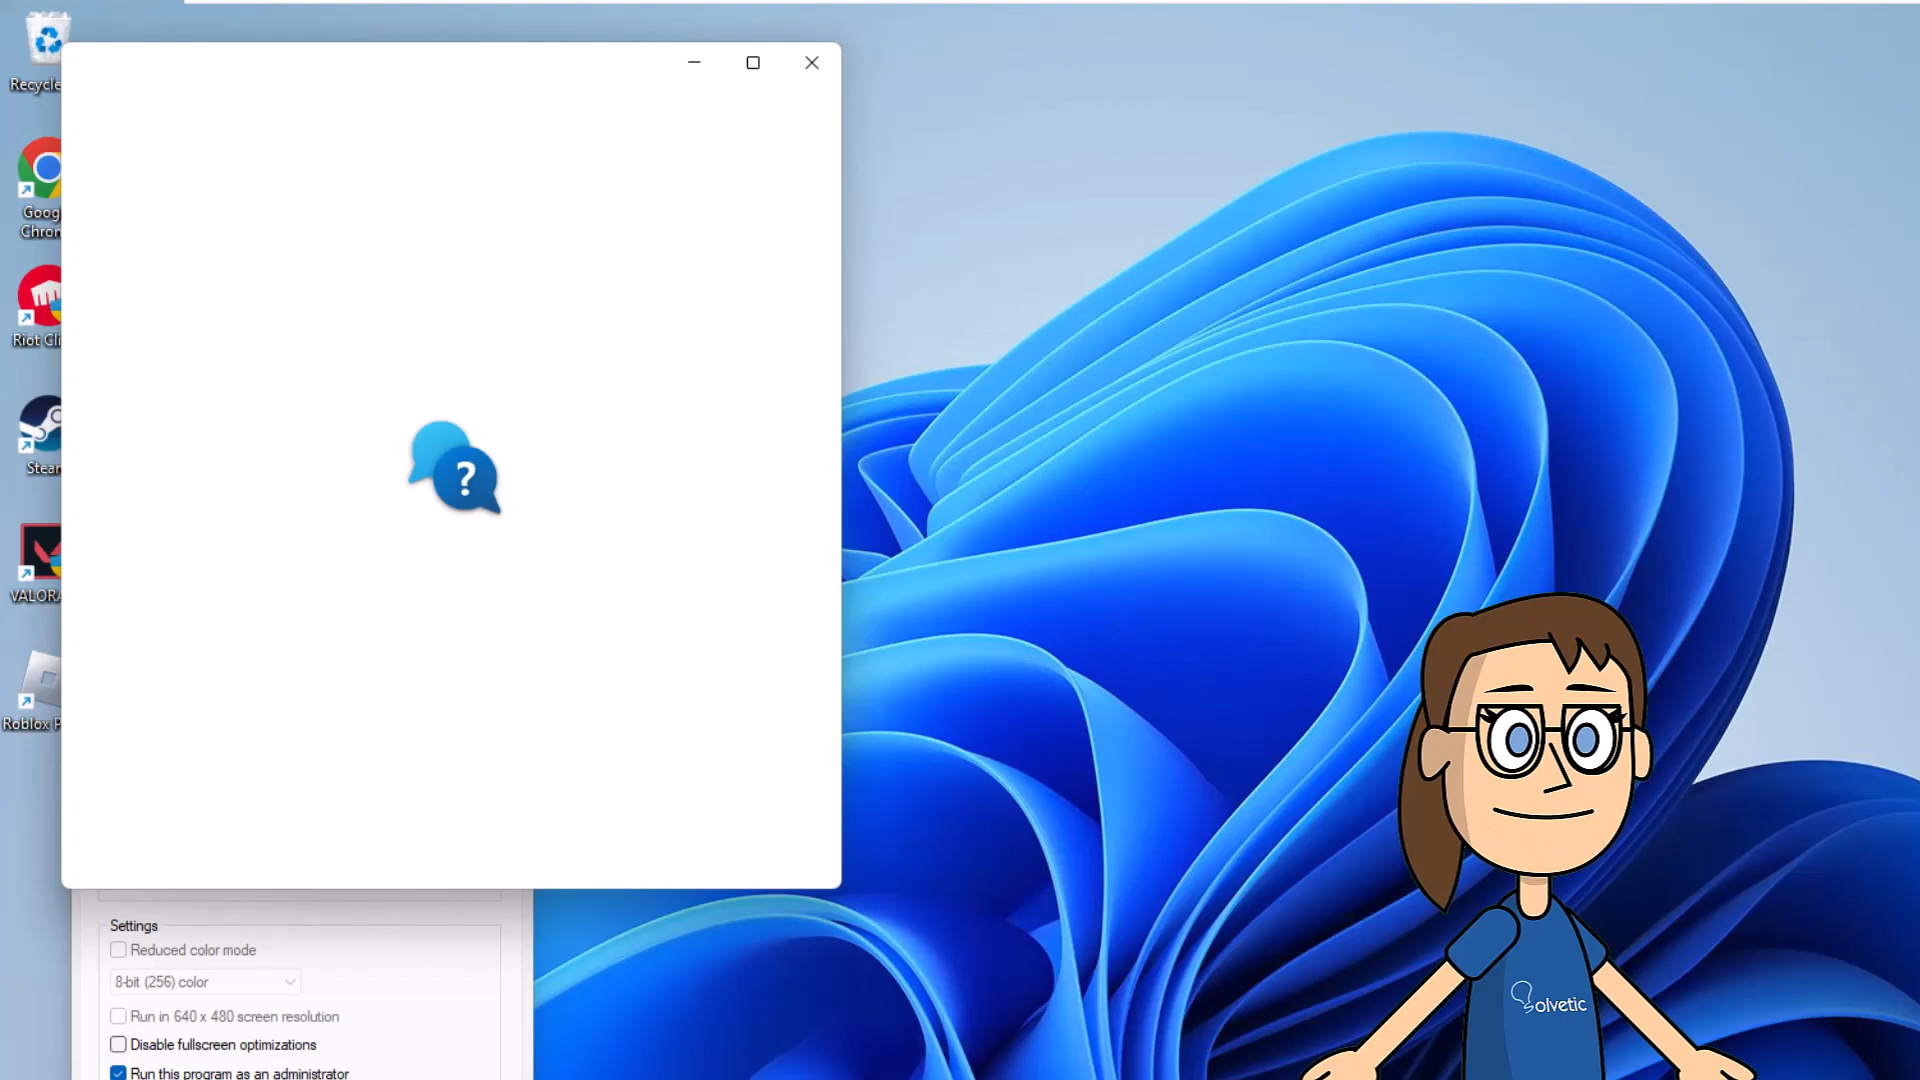 Recycle
Goog
Chron
Riot Cli
Stear
VALORA
Roblox P
?
Settings
Reduced color mode
8-bit (256) color
Run in 640 x 480 screen resolution
Disable fullscreen optimizations
Run this program as an administrator
Solvetic